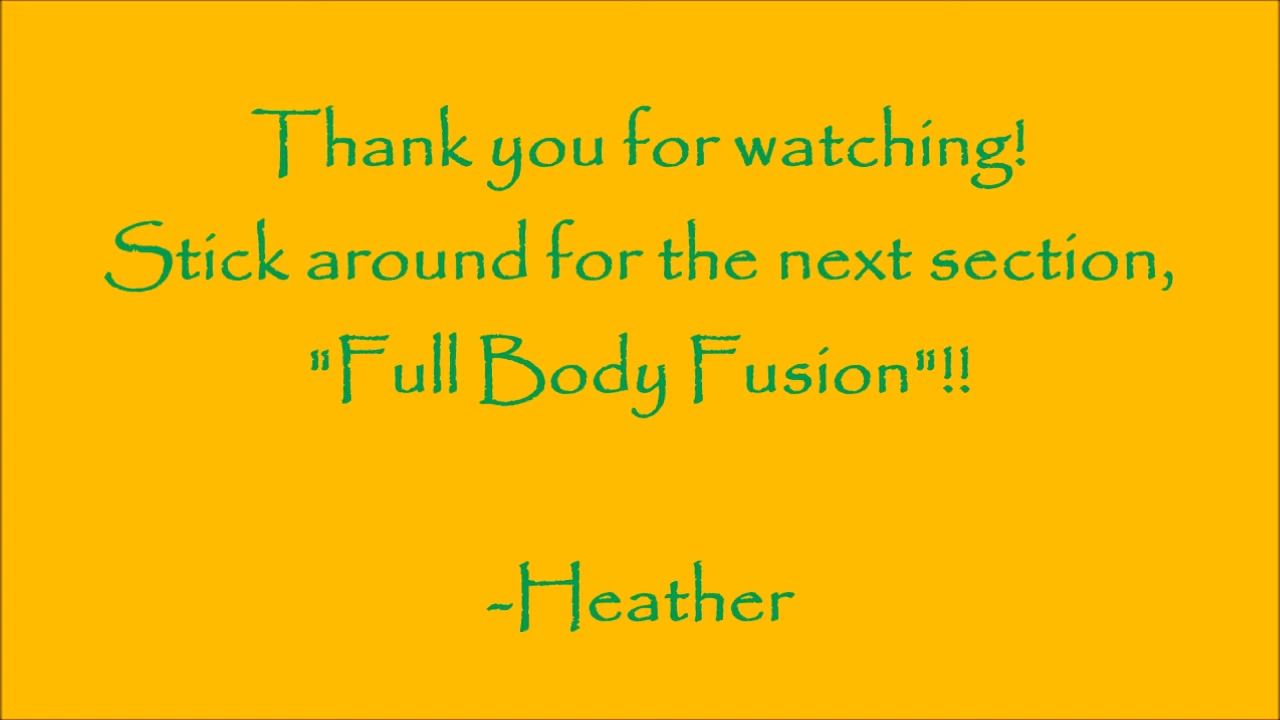 Thank you for watching!
Stick around for the next section,
"Full Body Fusion"!!
-Heather